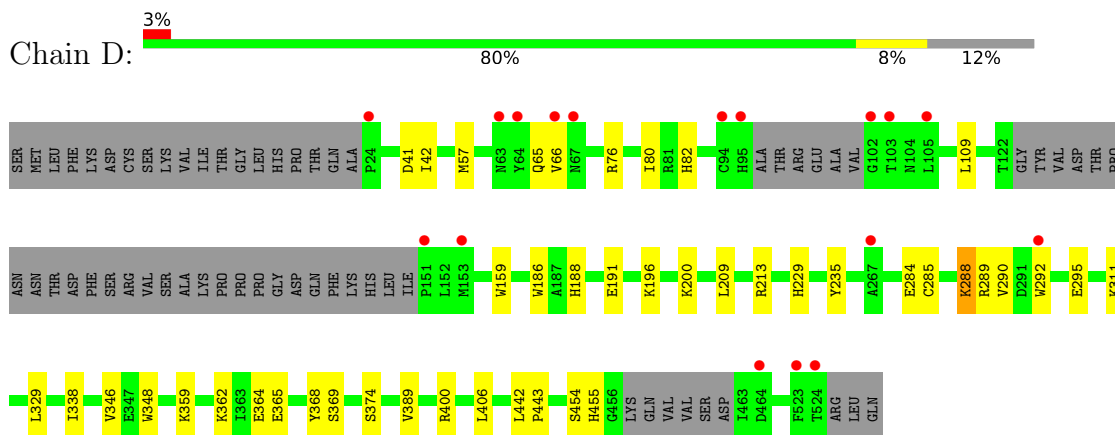 3%
Chain D:
80% 8% 12%
SER MET LEU PHE LYS ASP CYS SER LYS VAL ILE THR GLY LEU HIS PRO THR GLN ALA P24 D41 I42 M57 N63 Y64 Q65 V66 N67 R76 I80 R81 H82 C94 H95 ALA THR ARG GLU ALA VAL G102 T103 N104 L105 L109 T122 GLY TYR VAL ASP THR PRO
ASN ASN THR ASP PHE SER ARG VAL SER ALA LYS PRO PRO PRO GLY ASP GLN PHE LYS HIS LEU ILE P151 L152 M153 W159 W186 A187 H188 E191 K196 K200 L209 R213 H229 Y235 A267 E284 C285 K288 R289 V290 D291 W292 E295 K311
L329 I338 V346 E347 W348 K359 K362 I363 E364 E365 Y368 S369 S374 V389 R400 L406 L442 P443 S454 H455 G456 LYS GLN VAL VAL SER ASP I463 D464 F523 T524 ARG LEU GLN